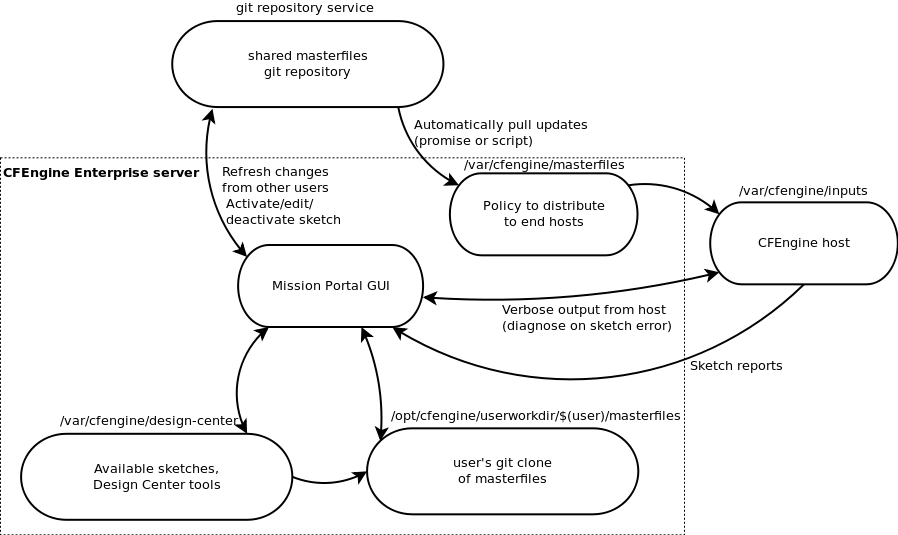 git repository service
shared masterfiles
git repository
Automatically pull updates
(promise or script)
/var/cfengine/masterfiles
CFEngine Enterprise server
Refresh changes
from other users
Activate/edit/
deactivate sketch
/var/cfengine/inputs
Policy to distribute
to end hosts
CFEngine host
Mission Portal GUI
Verbose output from host
(diagnose on sketch error)
Sketch reports
/var/cfengine/design-center
/opt/cfengine/userworkdir/$(user)/masterfiles
Available sketches,
Design Center tools
user's git clone
of masterfiles